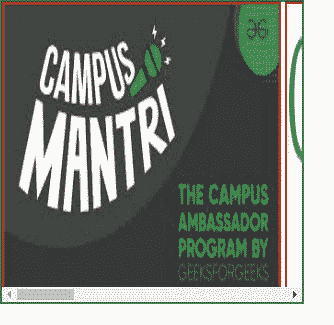 CAMPUS
MANTRI
THE CAMPUS
AMBASSADOR
PROGRAM BY
GEEKSFORGEEKS